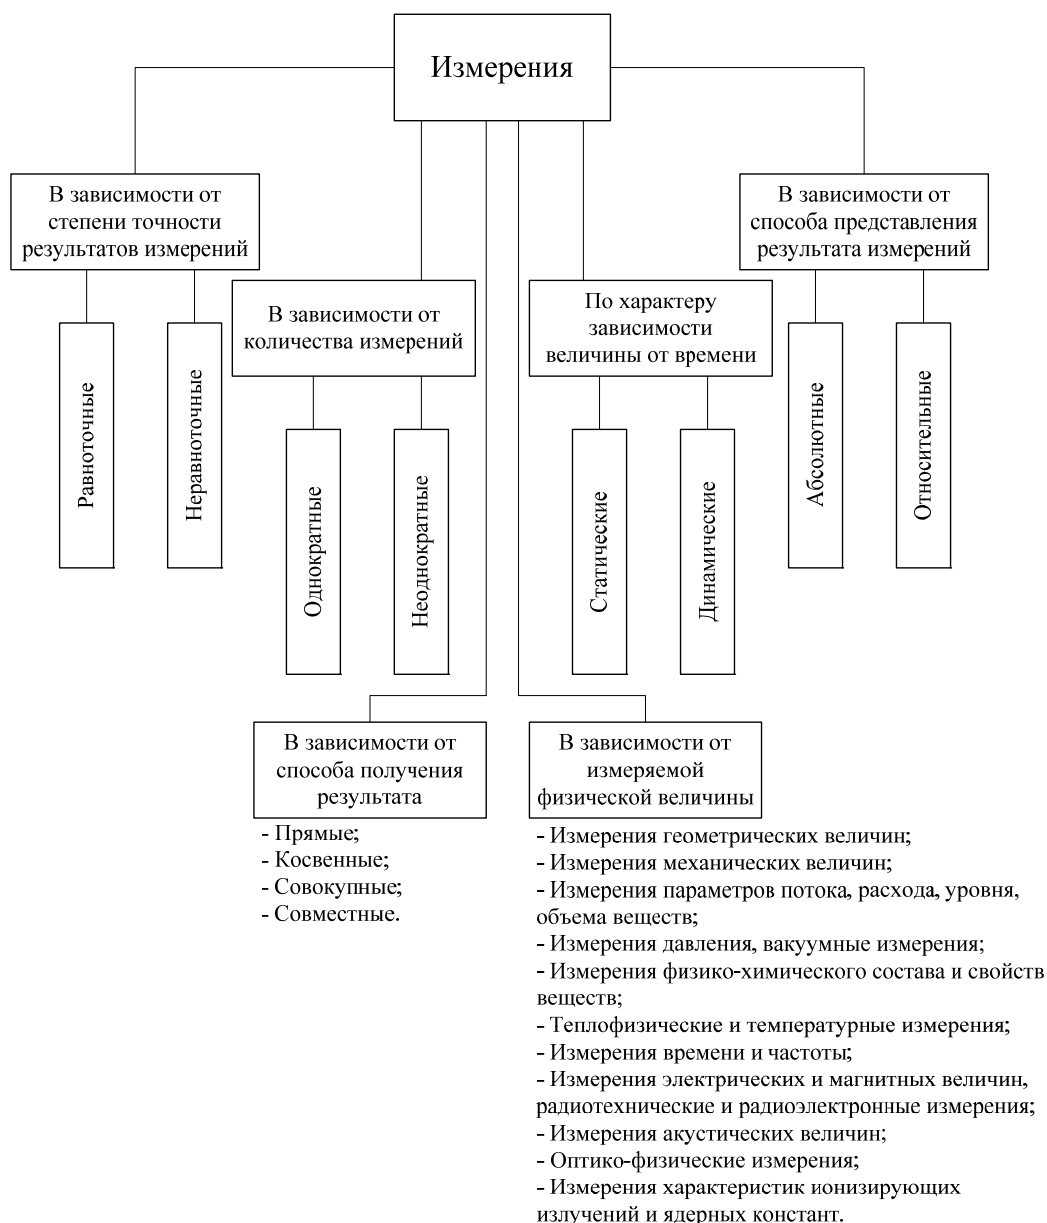 Измерения
В зависимости от
степени точности
результатов измерений
Равноточные
Неравноточные
В зависимости от
количества измерений
Однократные
Неоднократные
По характеру
зависимости
величины от времени
Статические
Динамические
В зависимости от
способа представления
результата измерений
Абсолютные
Относительные
В зависимости от
способа получения
результата
- Прямые;
- Косвенные;
- Совокупные;
- Совместные.
В зависимости от
измеряемой
физической величины
- Измерения геометрических величин;
- Измерения механических величин;
- Измерения параметров потока, расхода, уровня,
объема веществ;
- Измерения давления, вакуумные измерения;
- Измерения физико-химического состава и свойств
веществ;
- Теплофизические и температурные измерения;
- Измерения времени и частоты;
- Измерения электрических и магнитных величин,
радиотехнические и радиоэлектронные измерения;
- Измерения акустических величин;
- Оптико-физические измерения;
- Измерения характеристик ионизирующих
излучений и ядерных констант.